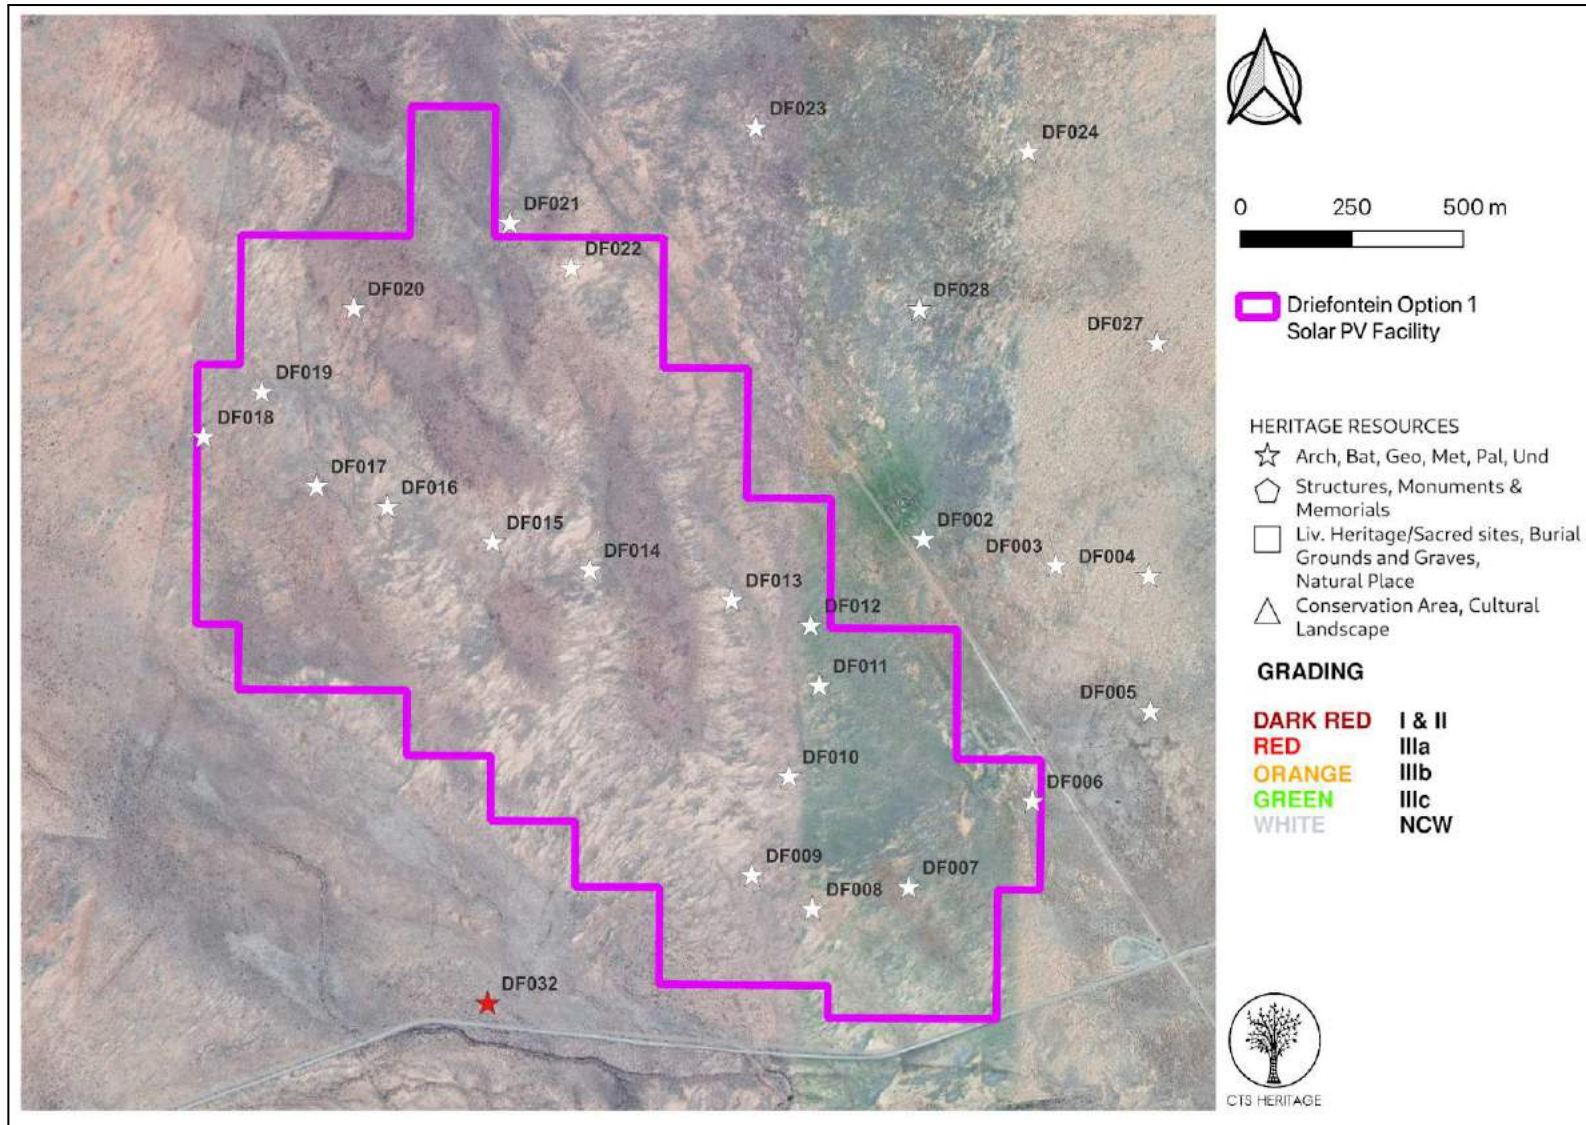 DF023
DF024
DF021
DF022
DF020
DF028
DF027
DF019
DF018
DF017
DF016
DF015
DF014
DF002
DF003
DF004
DF013
DF012
DF011
DF005
DF010
DF006
DF009
DF007
DF008
DF032
0 250 500 m
Driefontein Option 1
Solar PV Facility
HERITAGE RESOURCES
Arch, Bat, Geo, Met, Pal, Und
Structures, Monuments &
Memorials
Liv. Heritage/Sacred sites, Burial
Grounds and Graves,
Natural Place
Conservation Area, Cultural
Landscape
GRADING
DARK RED I & II
RED IIIa
ORANGE IIIb
GREEN IIIc
WHITE NCW
CTS HERITAGE